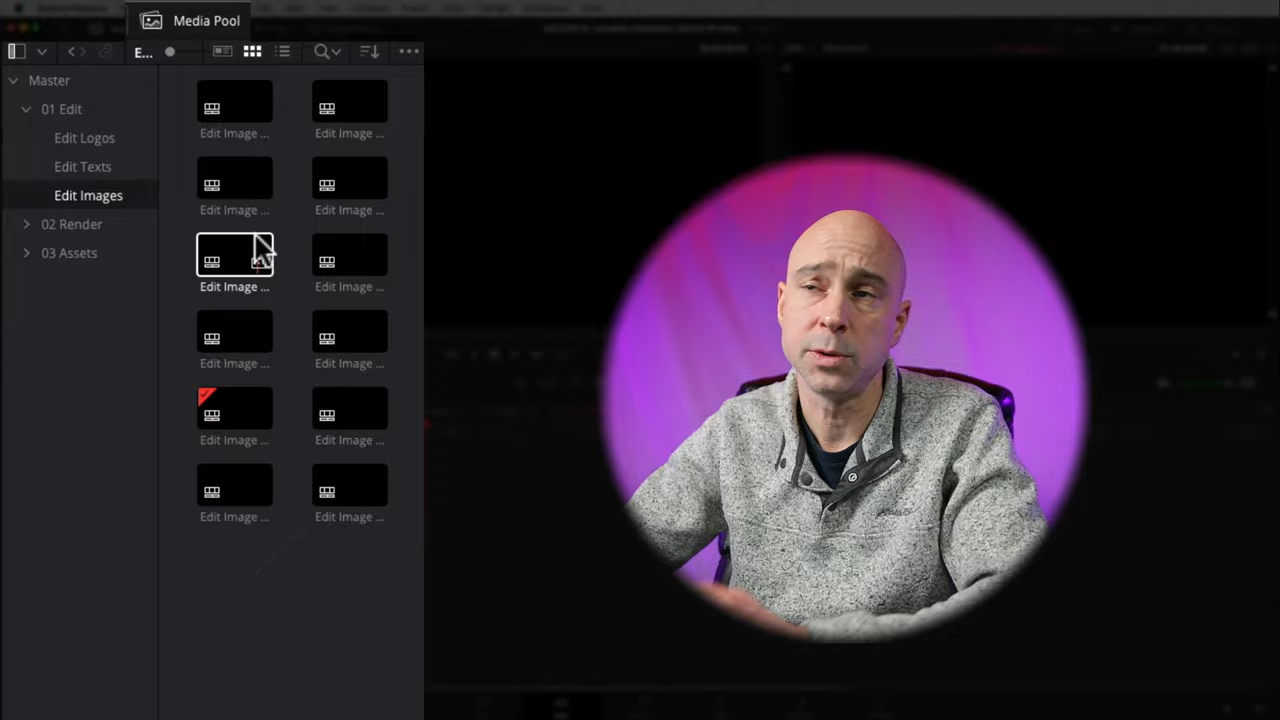 Media Pool
E...
Master
01 Edit
Edit Logos
Edit Texts
Edit Images
02 Render
03 Assets
Edit Image ...
Edit Image ...
Edit Image ...
Edit Image ...
Edit Image ...
Edit Image ...
Edit Image ...
Edit Image ...
Edit Image ...
Edit Image ...
Edit Image ...
Edit Image ...